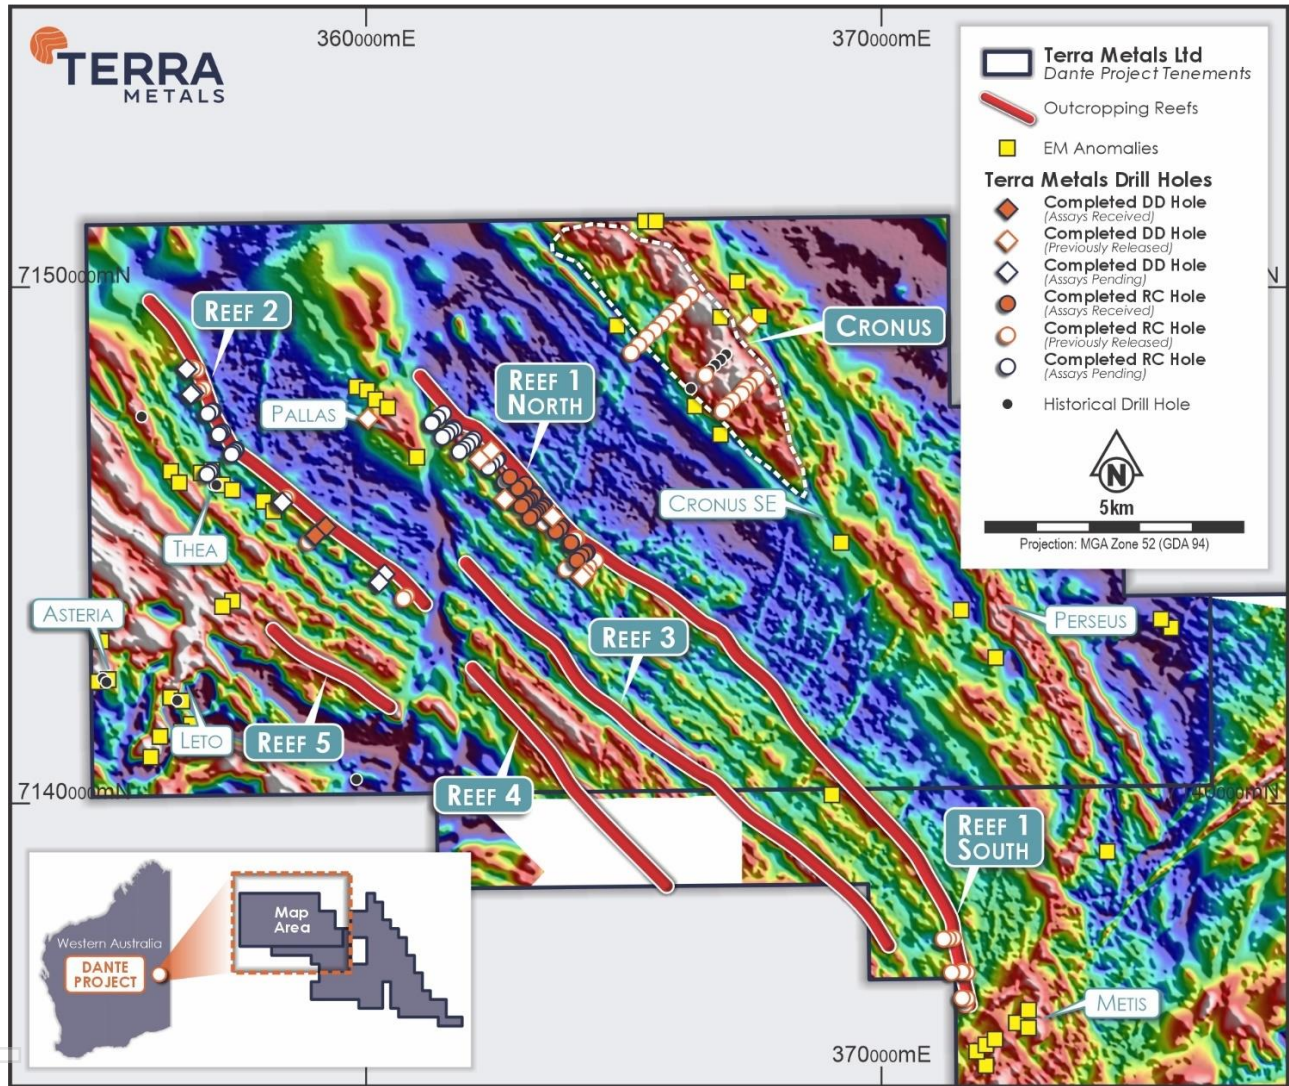 TERRA
METALS
360000mE
370000mE
Terra Metals Ltd
Dante Project Tenements
Outcropping Reefs
EM Anomalies
Terra Metals Drill Holes
Completed DD Hole
(Assays Received)
Completed DD Hole
(Previously Released)
Completed DD Hole
(Assays Pending)
Completed RC Hole
(Assays Received)
Completed RC Hole
(Previously Released)
Completed RC Hole
(Assays Pending)
Historical Drill Hole
N
5km
Projection: MGA Zone 52 (GDA 94)
7150000mN
N
REEF 2
CRONUS
REEF 1
NORTH
PALLAS
CRONUS SE
THEA
ASTERIA
REEF 3
PERSEUS
LETO
REEF 5
REEF 4
7140000mN
40000mN
REEF 1
SOUTH
METIS
Western Australia
DANTE
PROJECT
Map
Area
370000mE